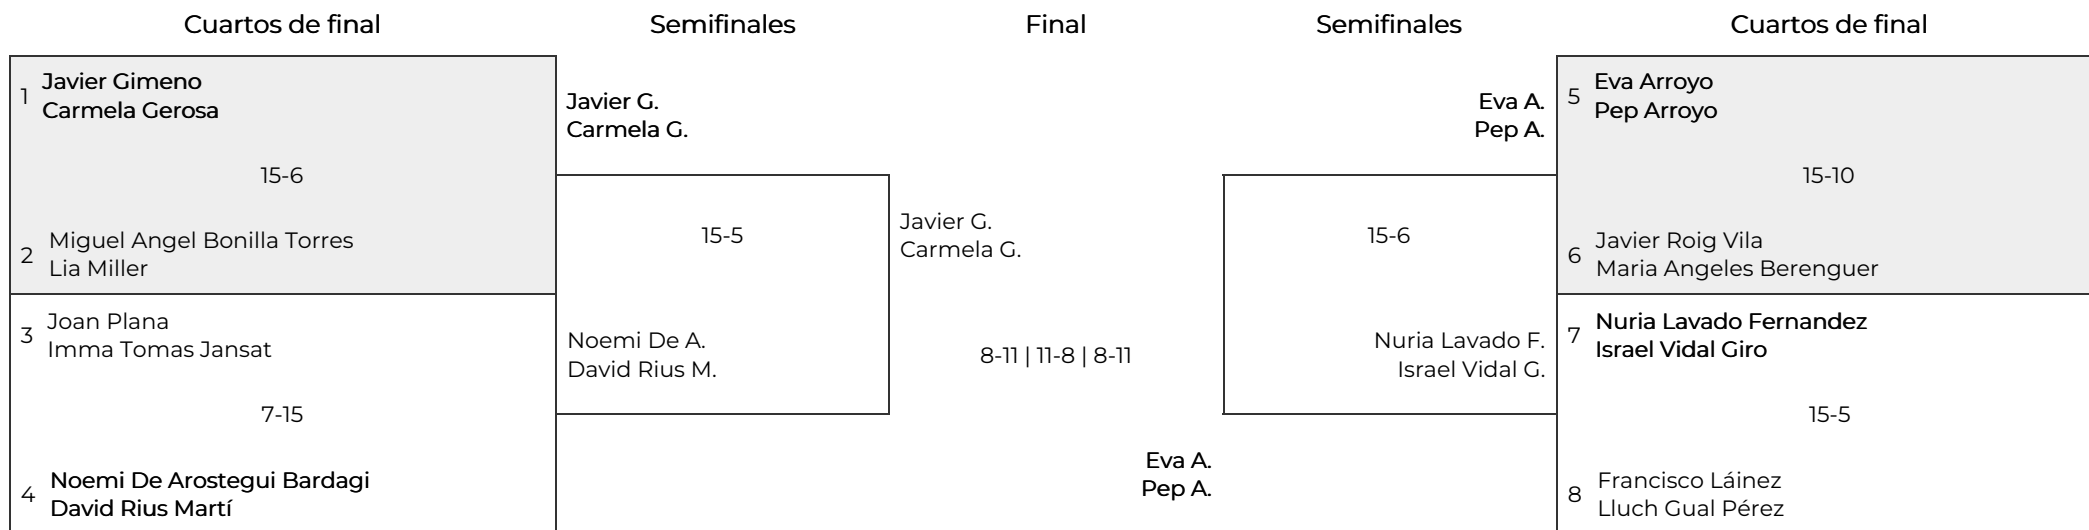 Cuartos de final
Semifinales
Final
Semifinales
Cuartos de final
1
Javier Gimeno
Carmela Gerosa
15-6
2
Miguel Angel Bonilla Torres
Lia Miller
3
Joan Plana
Imma Tomas Jansat
7-15
4
Noemi De Arostegui Bardagi
David Rius Martí
Javier G.
Carmela G.
15-5
Noemi De A.
David Rius M.
Javier G.
Carmela G.
8-11 | 11-8 | 8-11
Eva A.
Pep A.
Eva A.
Pep A.
15-6
Nuria Lavado F.
Israel Vidal G.
5
Eva Arroyo
Pep Arroyo
15-10
6
Javier Roig Vila
Maria Angeles Berenguer
7
Nuria Lavado Fernandez
Israel Vidal Giro
15-5
8
Francisco Láinez
Lluch Gual Pérez